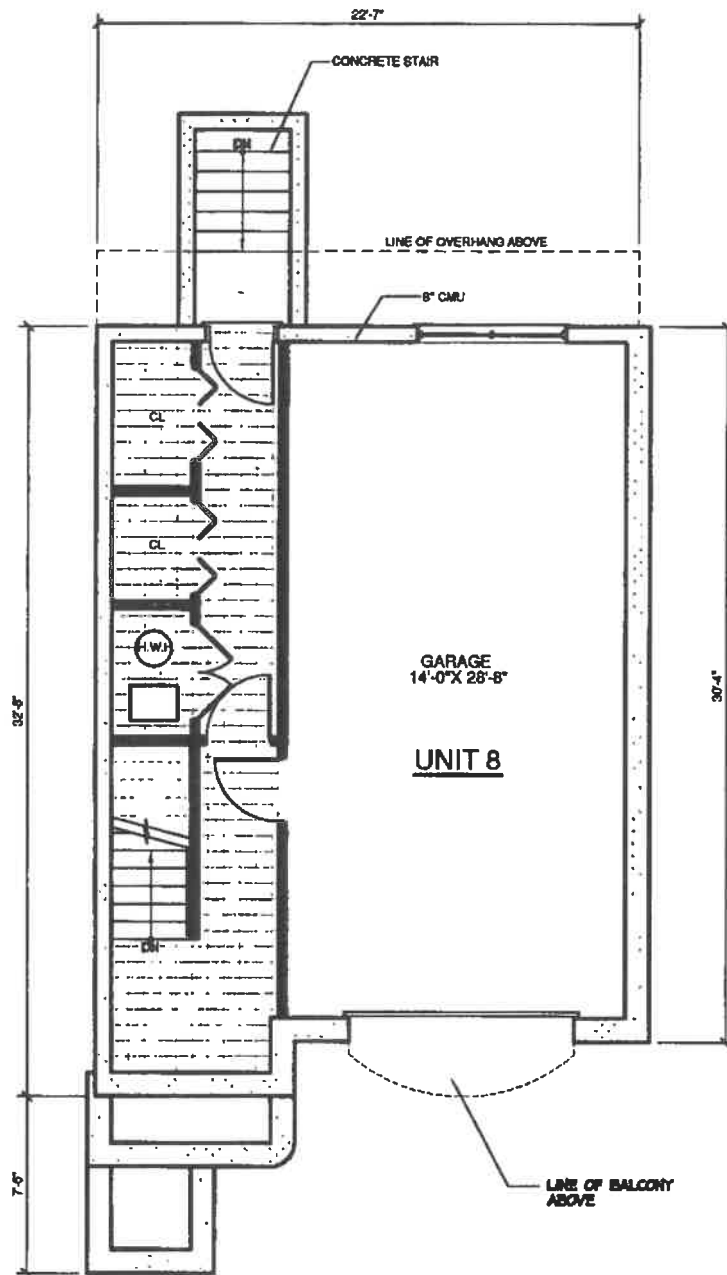 22'-7"
CONCRETE STAIR
DN
LINE OF OVERHANG ABOVE
8" CMU
CL
CL
H.W.H
GARAGE
14'-0"X 28'-8"
32'-8"
30'-4"
UNIT 8
DN
7'-6"
LINE OF BALCONY
ABOVE